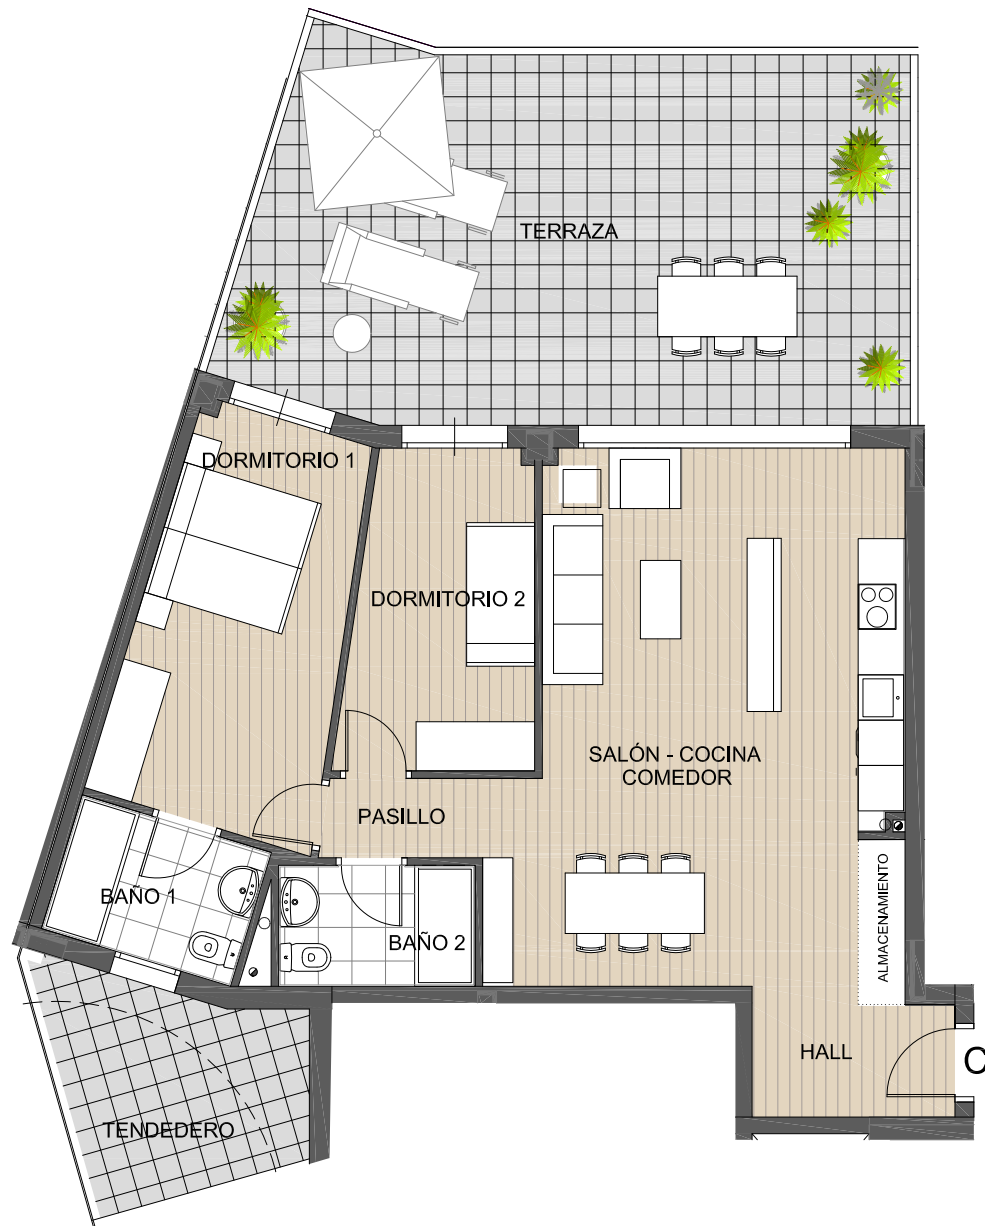 TERRAZA
DORMITORIO 1
DORMITORIO 2
SALÓN - COCINA
COMEDOR
PASILLO
BAÑO 1
BAÑO 2
ALMACENAMIENTO
HALL
C
TENDEDERO